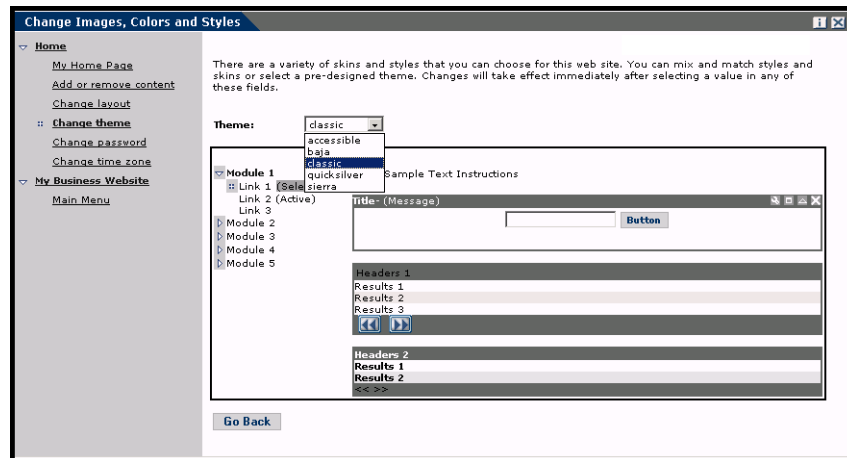 Change Images, Colors and Styles
Home
My Home Page
Add or remove content
Change layout
Change theme
Change password
Change time zone
My Business Website
Main Menu
There are a variety of skins and styles that you can choose for this web site. You can mix and match styles and
skins or select a pre-designed theme. Changes will take effect immediately after selecting a value in any of
these fields.
Theme: classic
accessible
baja
classic
quicksilver
sierra
Module 1
Link 1 (Sele
Link 2 (Active)
Link 3
Module 2
Module 3
Module 4
Module 5
Sample Text Instructions
Title- (Message)
Button
Headers 1
Results 1
Results 2
Results 3
Headers 2
Results 1
Results 2
<< >>
Go Back